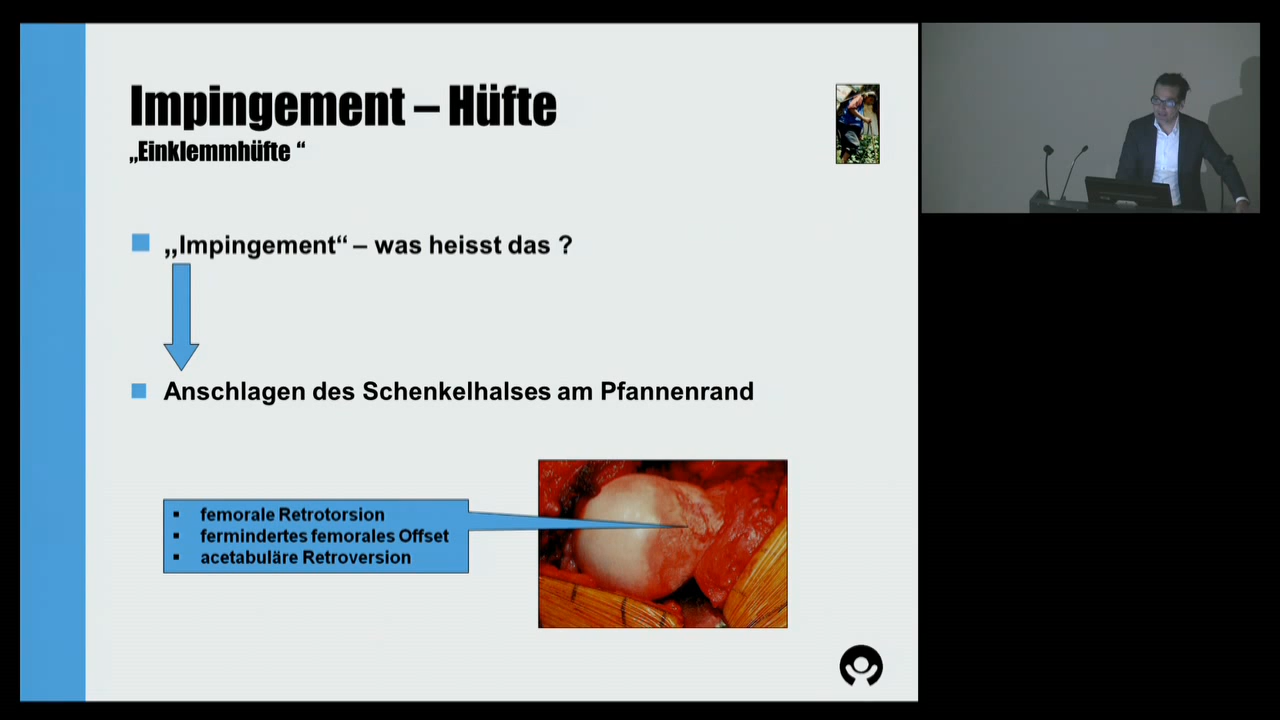 Impingement – Hüfte
„Einklemmhüfte “
„Impingement“ – was heisst das ?
Anschlagen des Schenkelhalses am Pfannenrand
femorale Retrotorsion
fermindertes femorales Offset
acetabuläre Retroversion